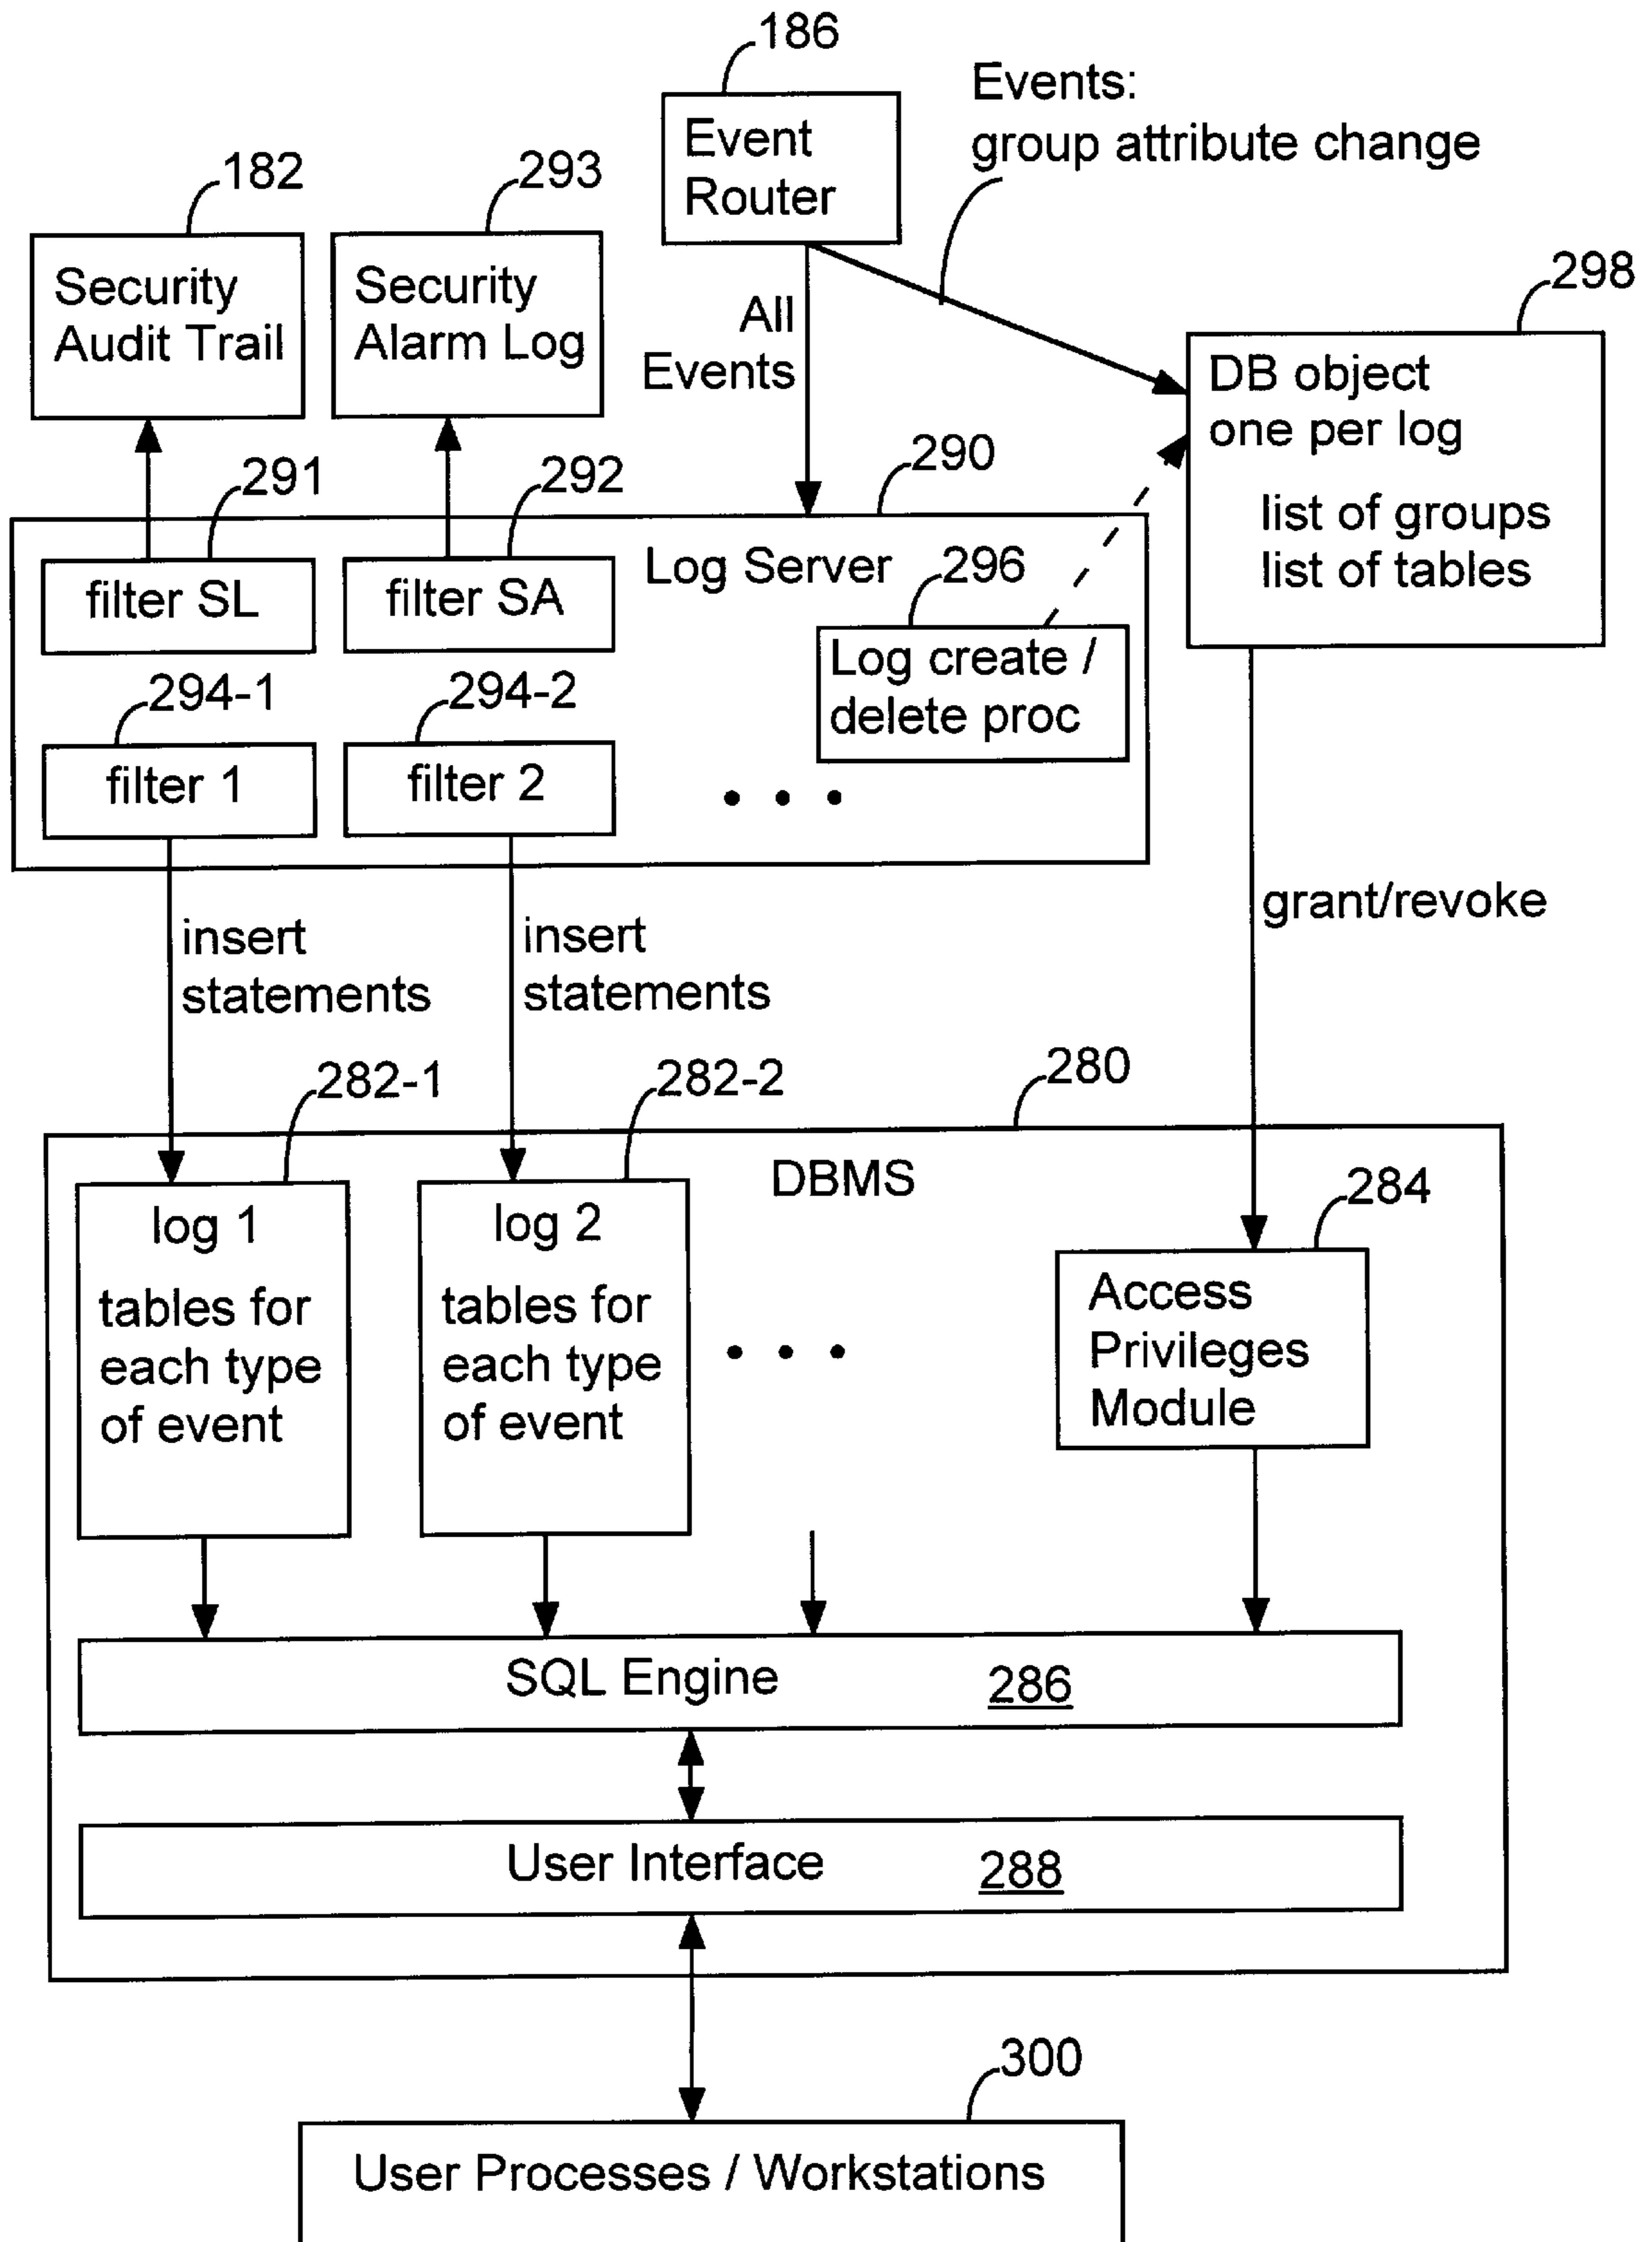 186
Event
Router
Events:
group attribute change
182
Security
Audit Trail
293
Security
Alarm Log
All
Events
298
DB object
one per log
list of groups
list of tables
290
Log Server
291
filter SL
292
filter SA
296
Log create /
delete proc
294-1
filter 1
294-2
filter 2
• • •
insert
statements
insert
statements
grant/revoke
280
DBMS
282-1
log 1
tables for
each type
of event
282-2
log 2
tables for
each type
of event
• • •
284
Access
Privileges
Module
SQL Engine 286
User Interface 288
300
User Processes / Workstations